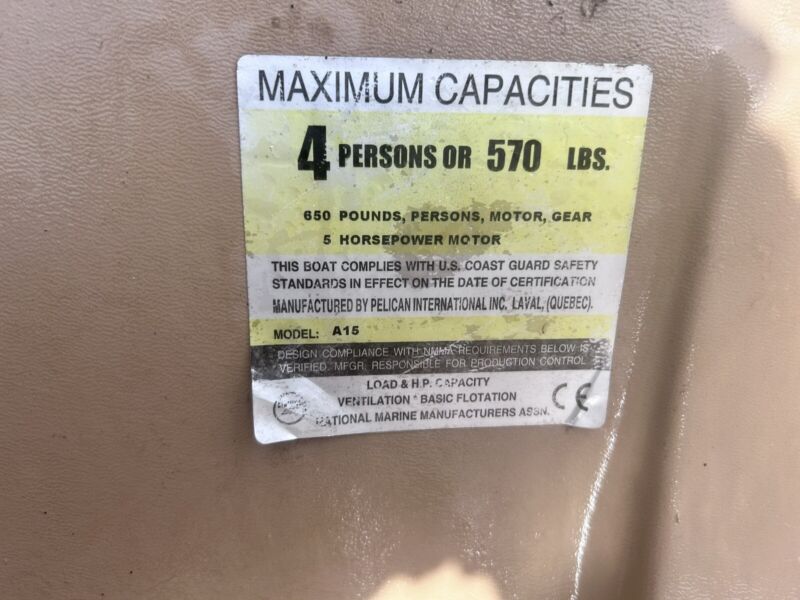 MAXIMUM CAPACITIES
4 PERSONS OR 570 LBS.
650 POUNDS, PERSONS, MOTOR, GEAR
5 HORSEPOWER MOTOR
THIS BOAT COMPLIES WITH U.S. COAST GUARD SAFETY
STANDARDS IN EFFECT ON THE DATE OF CERTIFICATION
MANUFACTURED BY PELICAN INTERNATIONAL INC. LAVAL, (QUEBEC).
MODEL: A15
DESIGN COMPLIANCE WITH NMMA REQUIREMENTS BELOW IS
VERIFIED. MFGR. RESPONSIBLE FOR PRODUCTION CONTROL
LOAD & H.P. CAPACITY
VENTILATION * BASIC FLOTATION
NATIONAL MARINE MANUFACTURERS ASSN.
CE